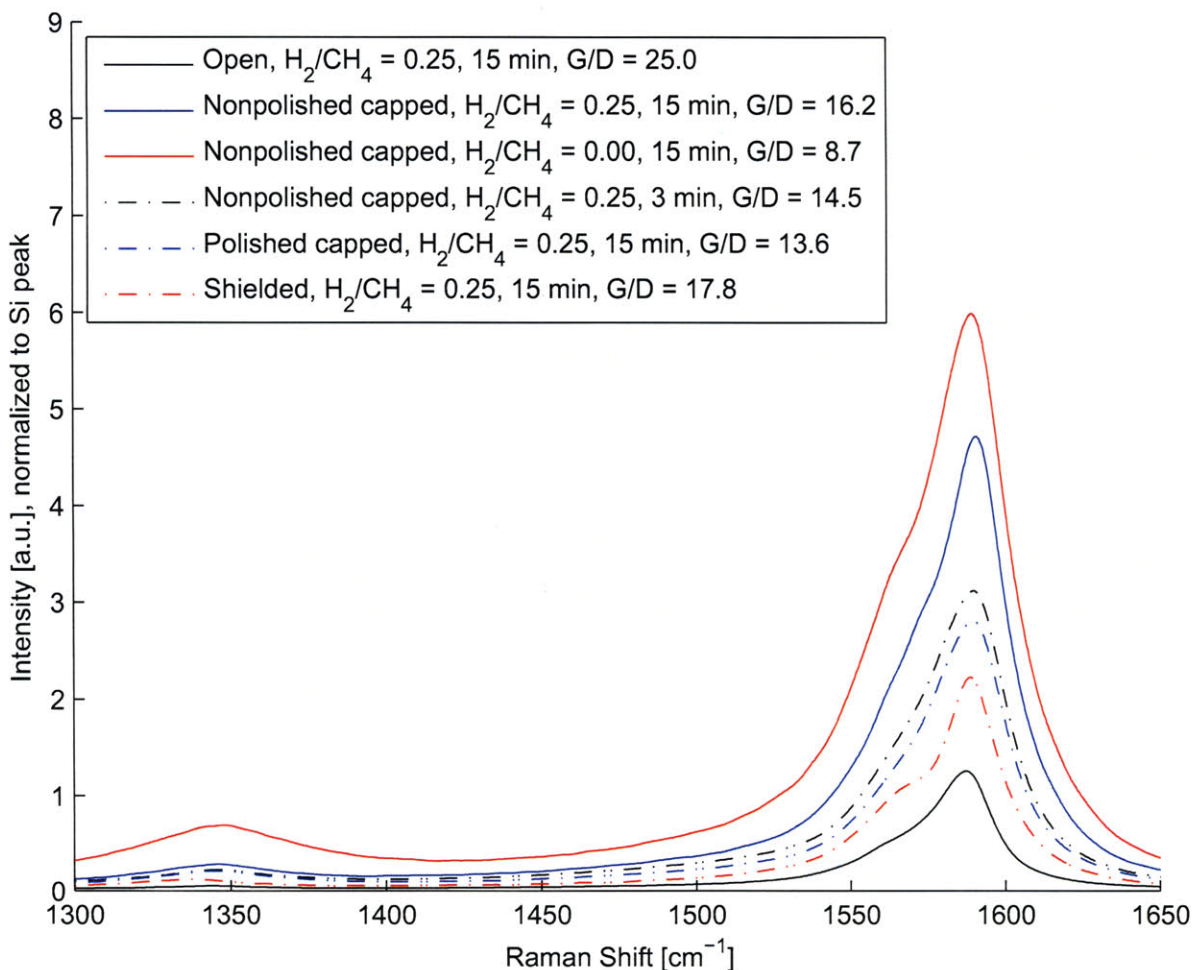 9
8
7
6
5
4
3
2
1
0
Intensity [a.u.], normalized to Si peak
Open, H₂/CH₄ = 0.25, 15 min, G/D = 25.0
Nonpolished capped, H₂/CH₄ = 0.25, 15 min, G/D = 16.2
Nonpolished capped, H₂/CH₄ = 0.00, 15 min, G/D = 8.7
Nonpolished capped, H₂/CH₄ = 0.25, 3 min, G/D = 14.5
Polished capped, H₂/CH₄ = 0.25, 15 min, G/D = 13.6
Shielded, H₂/CH₄ = 0.25, 15 min, G/D = 17.8
1300 1350 1400 1450 1500 1550 1600 1650
Raman Shift [cm⁻¹]